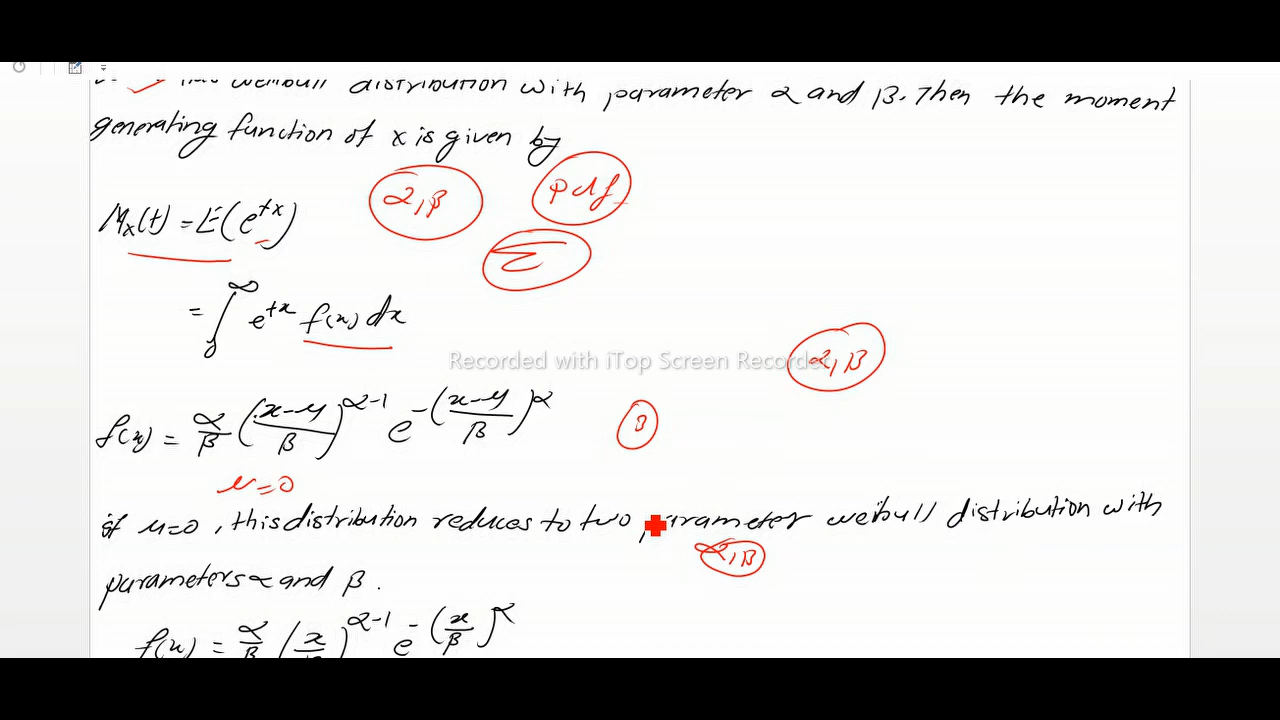 weibull distribution with parameter α and β. Then the moment
generating function of x is given by
α, β
pdf
Mx(t) = E(e^tx)
= ∫0^∞ e^tx f(x) dx
Recorded with iTop Screen Recorder
α, β
f(x) = α/β ((x-μ)/β)^α-1 e^-((x-μ)/β)^α
β
μ=0
if μ=0, this distribution reduces to two parameter weibull distribution with
α, β
parameters α and β.
f(x) = α/β (x/β)^α-1 e^-(x/β)^α